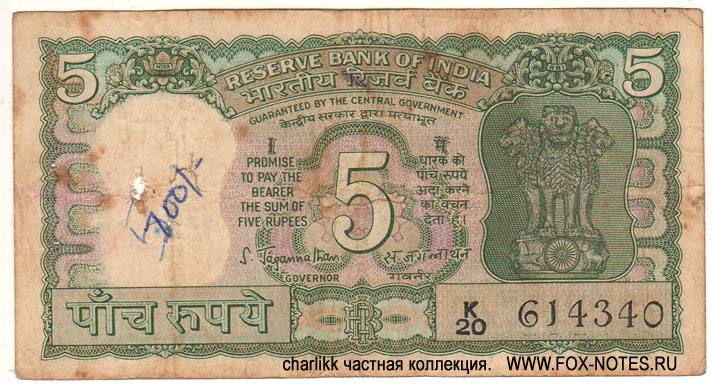 5
5
RESERVE BANK OF INDIA
भारतीय रिज़र्व बैंक
GUARANTEED BY THE CENTRAL GOVERNMENT
केन्द्रीय सरकार द्वारा प्रत्याभूत
I
PROMISE
TO PAY THE
BEARER
THE SUM OF
FIVE RUPEES
5
मैं
धारक को
पाँच रुपये
अदा करने
का वचन
देता हूँ।
S. Jagannathan
GOVERNOR
स. जगन्नाथन
गवर्नर
पाँच रुपये
K
20
614340
charlikk частная коллекция.
WWW.FOX-NOTES.RU